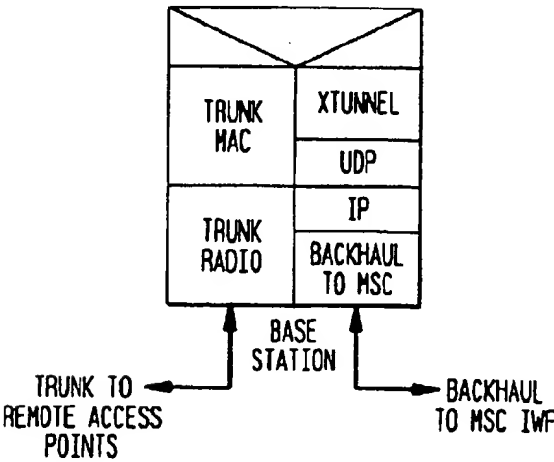 TRUNK
MAC
XTUNNEL
UDP
TRUNK
RADIO
IP
BACKHAUL
TO MSC
BASE
STATION
TRUNK TO
REMOTE ACCESS
POINTS
BACKHAUL
TO MSC IWF